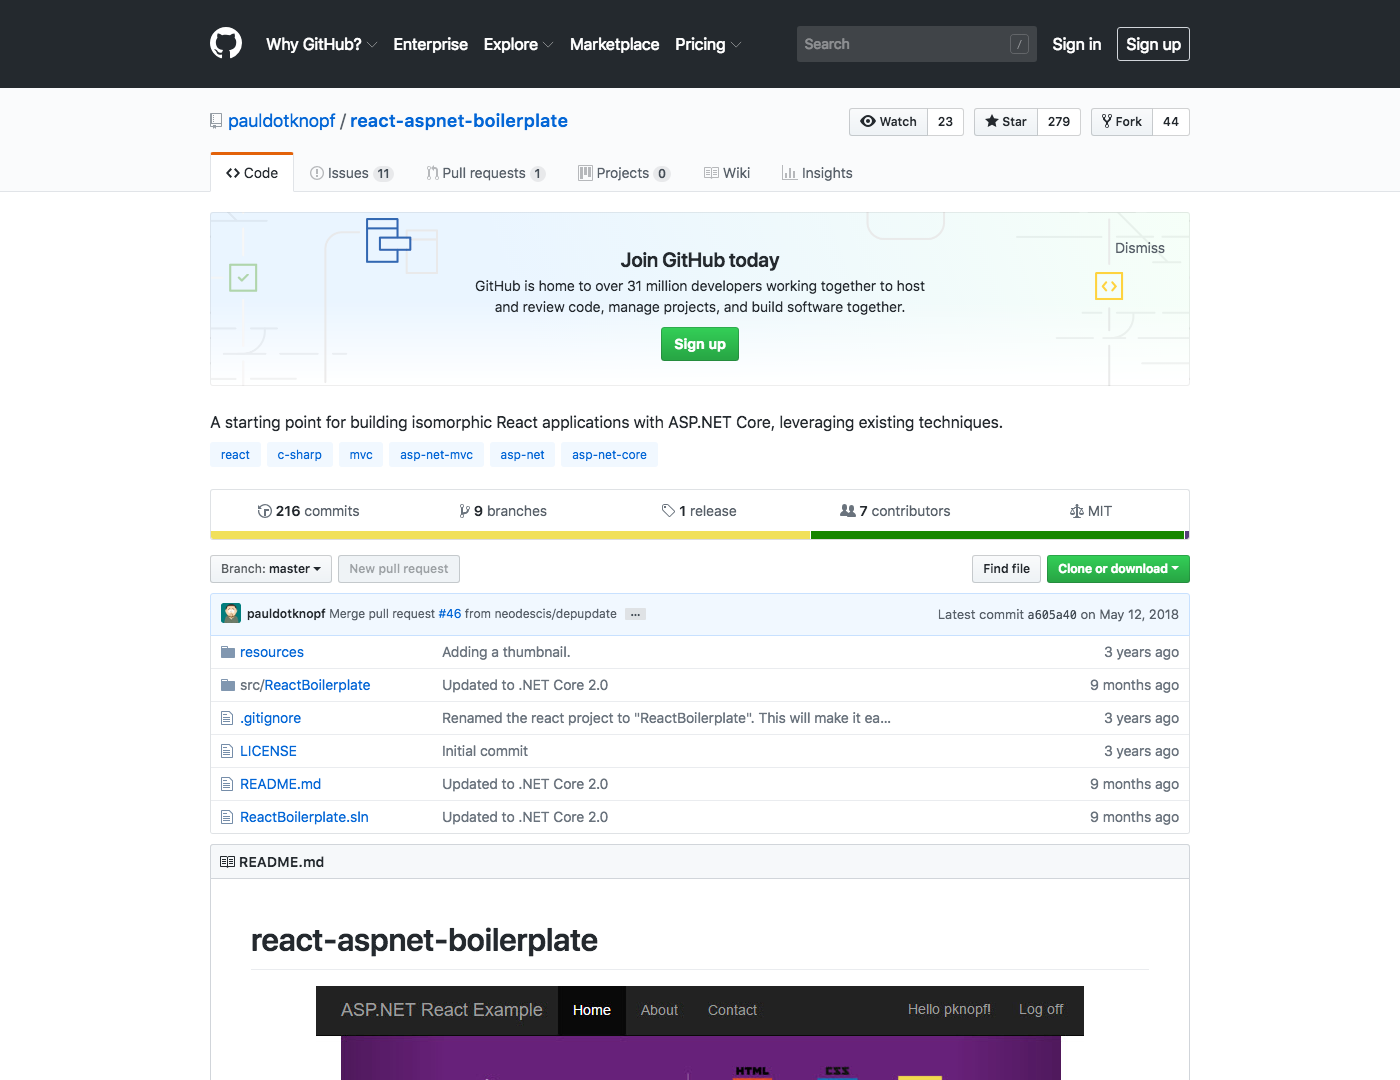 Why GitHub? Enterprise Explore Marketplace Pricing Search / Sign in Sign up
pauldotknopf / react-aspnet-boilerplate Watch 23 Star 279 Fork 44
Code Issues 11 Pull requests 1 Projects 0 Wiki Insights
Dismiss
Join GitHub today
GitHub is home to over 31 million developers working together to host
and review code, manage projects, and build software together.
Sign up
A starting point for building isomorphic React applications with ASP.NET Core, leveraging existing techniques.
react c-sharp mvc asp-net-mvc asp-net asp-net-core
216 commits 9 branches 1 release 7 contributors MIT
Branch: master New pull request Find file Clone or download
pauldotknopf Merge pull request #46 from neodescis/depupdate … Latest commit a605a40 on May 12, 2018
resources Adding a thumbnail. 3 years ago
src/ReactBoilerplate Updated to .NET Core 2.0 9 months ago
.gitignore Renamed the react project to "ReactBoilerplate". This will make it ea… 3 years ago
LICENSE Initial commit 3 years ago
README.md Updated to .NET Core 2.0 9 months ago
ReactBoilerplate.sln Updated to .NET Core 2.0 9 months ago
README.md
react-aspnet-boilerplate
ASP.NET React Example Home About Contact Hello pknopf! Log off
HTML CSS